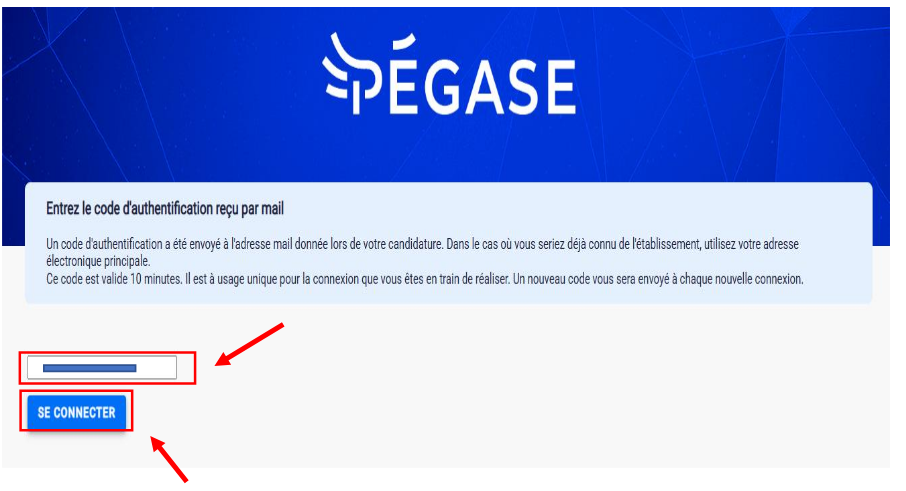 PÉGASE
Entrez le code d'authentification reçu par mail
Un code d'authentification a été envoyé à l'adresse mail donnée lors de votre candidature. Dans le cas où vous seriez déjà connu de l'établissement, utilisez votre adresse
électronique principale.
Ce code est valide 10 minutes. Il est à usage unique pour la connexion que vous êtes en train de réaliser. Un nouveau code vous sera envoyé à chaque nouvelle connexion.
SE CONNECTER